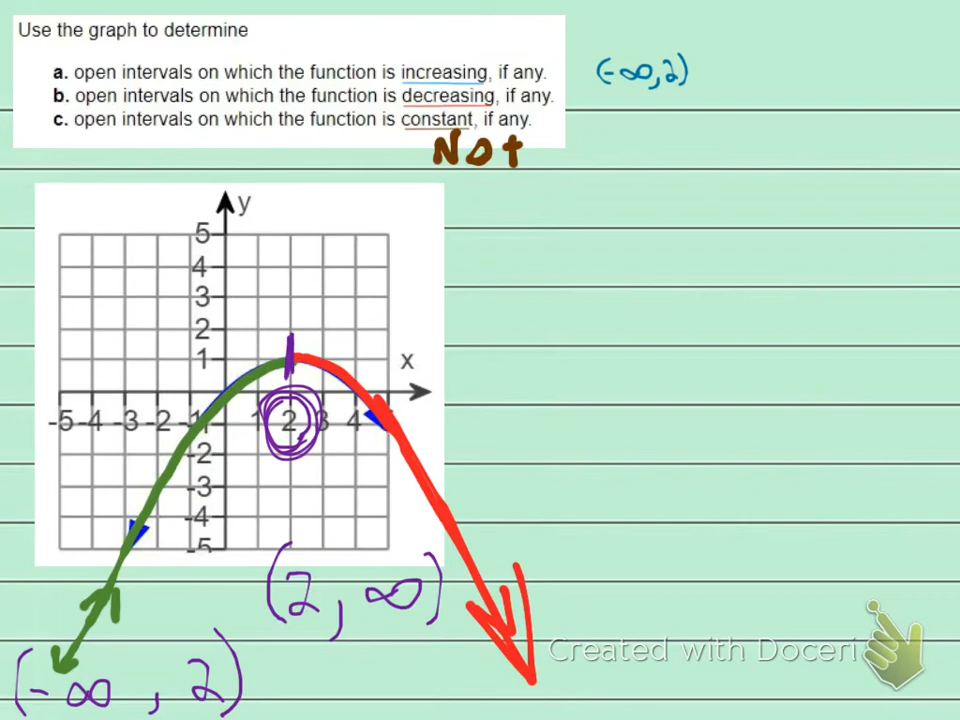 Use the graph to determine
a. open intervals on which the function is increasing, if any.
(-∞,2)
b. open intervals on which the function is decreasing, if any.
c. open intervals on which the function is constant, if any.
Not
y
5
4
3
2
1
x
-5 -4 -3 -2 -1 1 2 3 4
-2
-3
-4
-5
(2, ∞)
Created with Doceri
(-∞, 2)